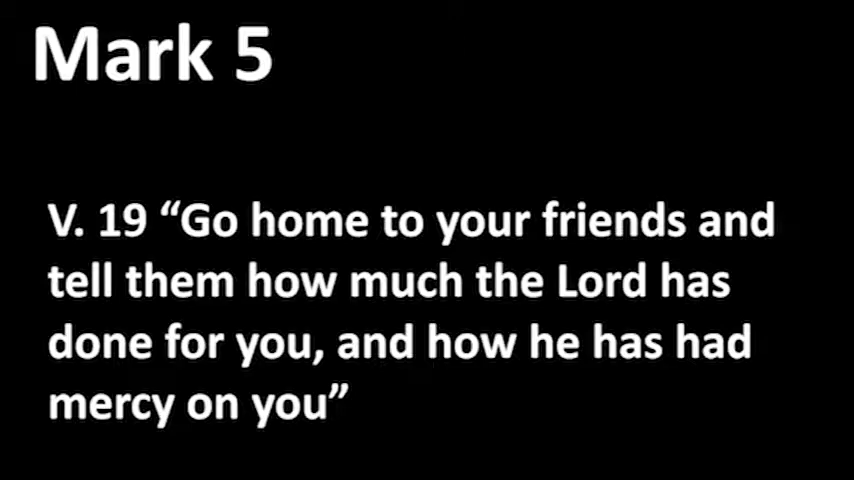 Mark 5
V. 19 “Go home to your friends and
tell them how much the Lord has
done for you, and how he has had
mercy on you”